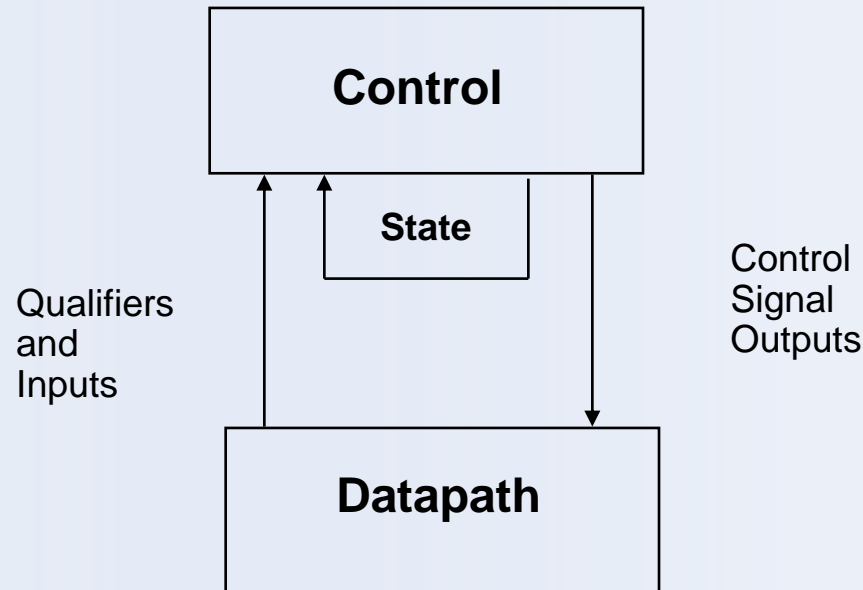 Control
State
Qualifiers
and
Inputs
Control
Signal
Outputs
Datapath